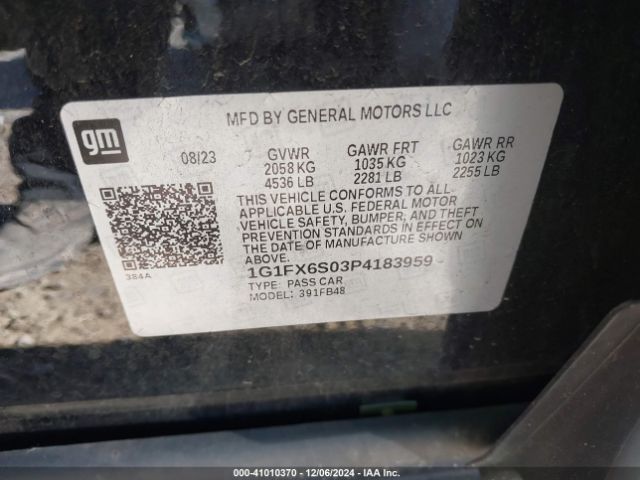 MFD BY GENERAL MOTORS LLC
gm
08/23
GVWR GAWR FRT GAWR RR
2058 KG 1035 KG 1023 KG
4536 LB 2281 LB 2255 LB
THIS VEHICLE CONFORMS TO ALL
APPLICABLE U.S. FEDERAL MOTOR
VEHICLE SAFETY, BUMPER, AND THEFT
PREVENTION STANDARDS IN EFFECT ON
THE DATE OF MANUFACTURE SHOWN
ABOVE.
384A
1G1FX6S03P4183959
TYPE: PASS CAR
MODEL: 391FB48
000-41010370 - 12/06/2024 - IAA Inc.